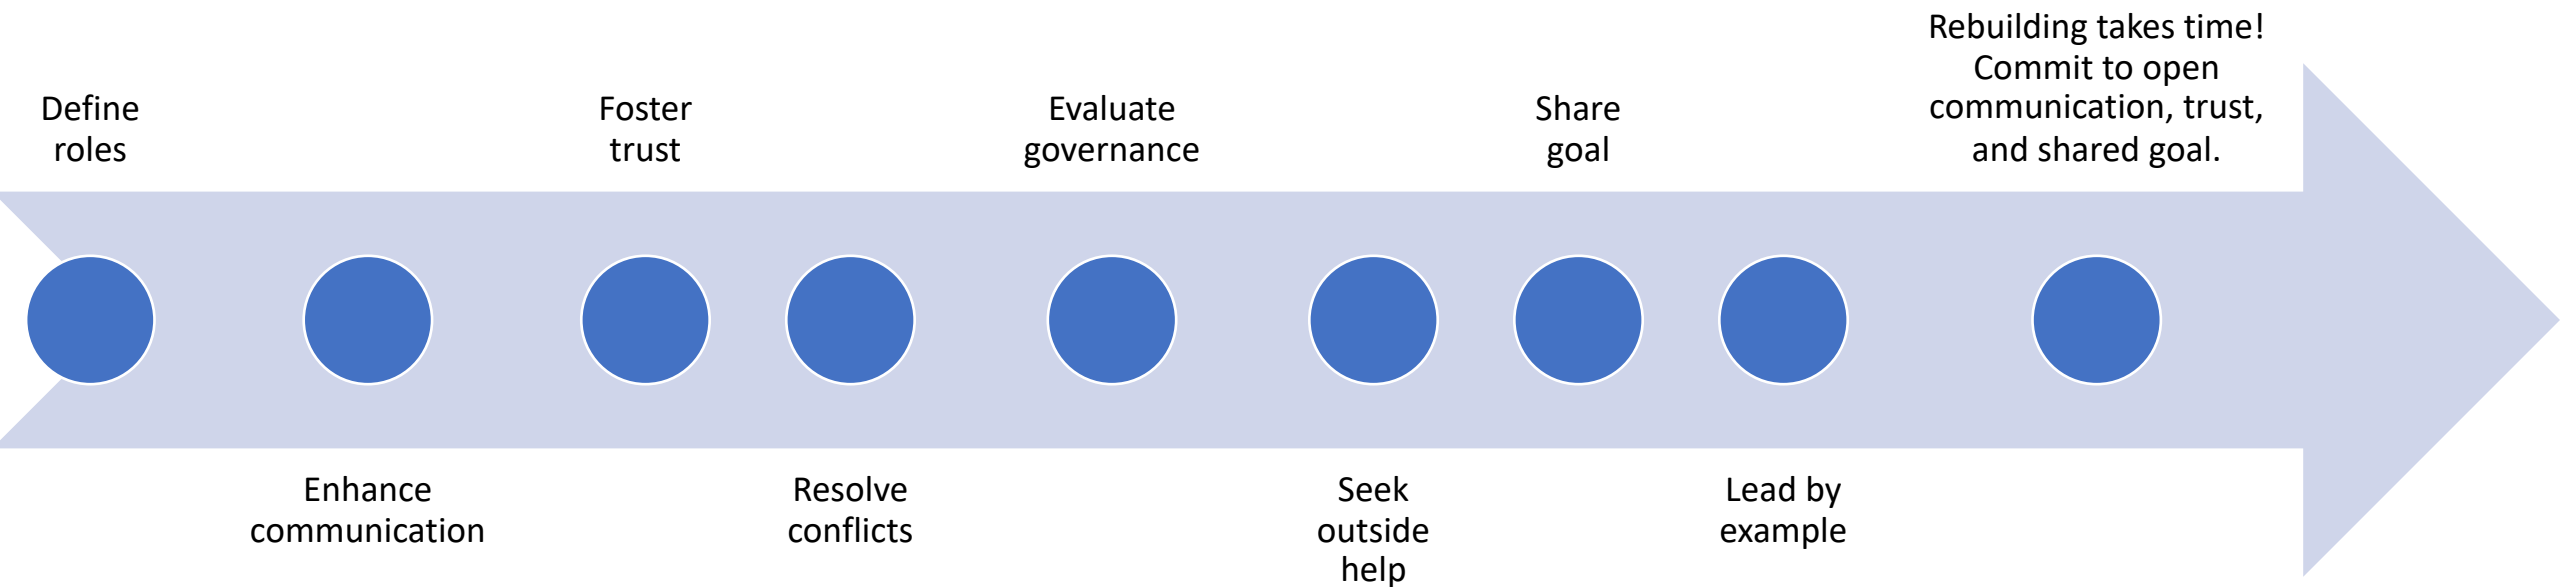 Define
roles
Enhance
communication
Foster
trust
Resolve
conflicts
Evaluate
governance
Seek
outside
help
Share
goal
Lead by
example
Rebuilding takes time!
Commit to open
communication, trust,
and shared goal.